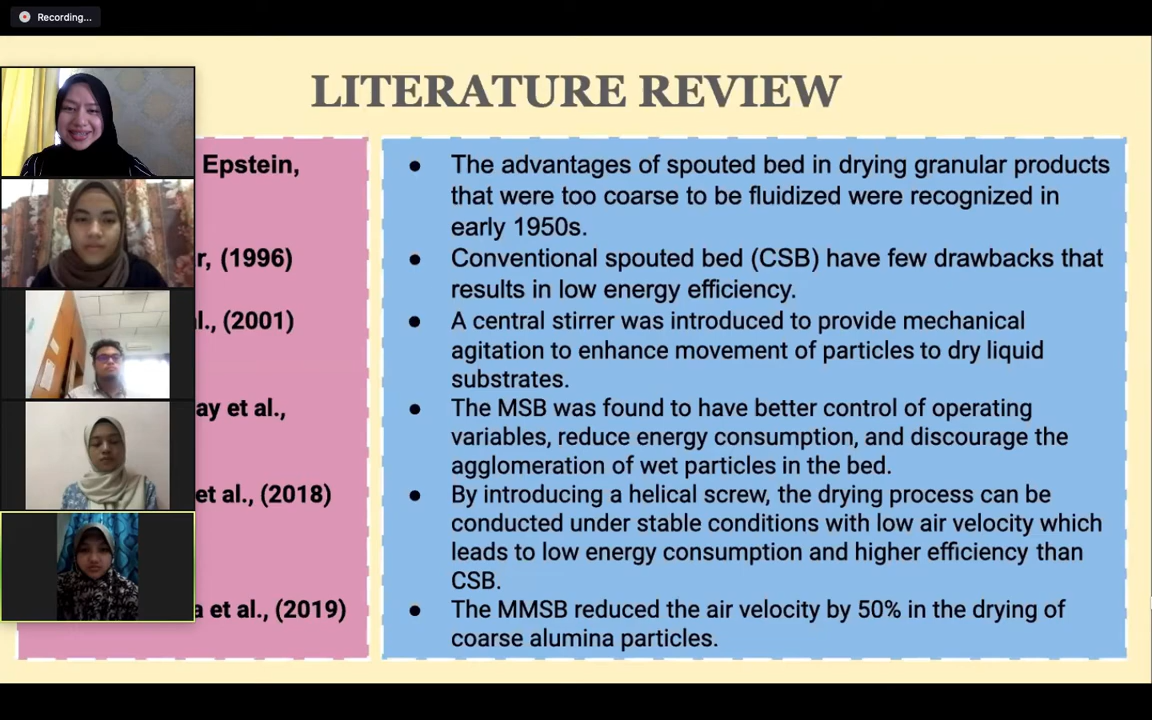 Recording...
LITERATURE REVIEW
Epstein,
(1996)
(2001)
et al.,
et al., (2018)
et al., (2019)
● The advantages of spouted bed in drying granular products
that were too coarse to be fluidized were recognized in
early 1950s.
● Conventional spouted bed (CSB) have few drawbacks that
results in low energy efficiency.
● A central stirrer was introduced to provide mechanical
agitation to enhance movement of particles to dry liquid
substrates.
● The MSB was found to have better control of operating
variables, reduce energy consumption, and discourage the
agglomeration of wet particles in the bed.
● By introducing a helical screw, the drying process can be
conducted under stable conditions with low air velocity which
leads to low energy consumption and higher efficiency than
CSB.
● The MMSB reduced the air velocity by 50% in the drying of
coarse alumina particles.